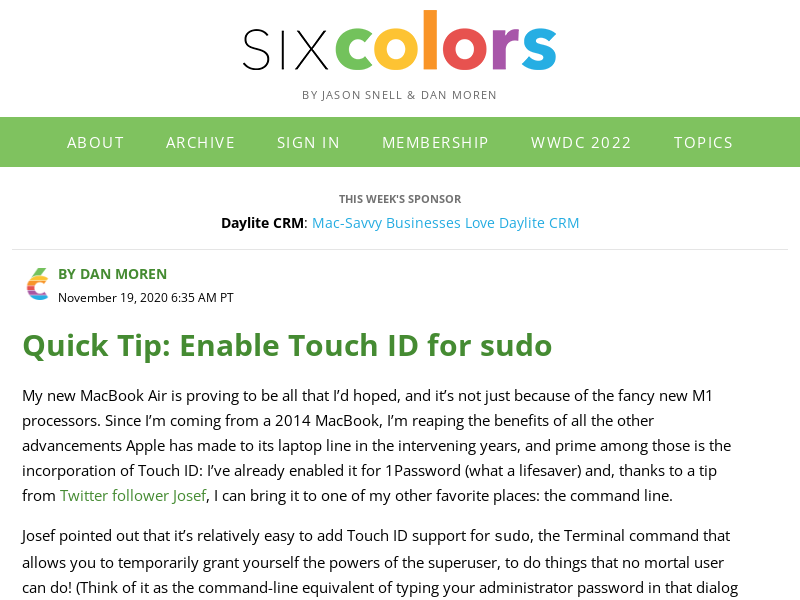 SIXcolors
BY JASON SNELL & DAN MOREN
ABOUT ARCHIVE SIGN IN MEMBERSHIP WWDC 2022 TOPICS
THIS WEEK'S SPONSOR
Daylite CRM: Mac-Savvy Businesses Love Daylite CRM
BY DAN MOREN
November 19, 2020 6:35 AM PT
Quick Tip: Enable Touch ID for sudo
My new MacBook Air is proving to be all that I’d hoped, and it’s not just because of the fancy new M1
processors. Since I’m coming from a 2014 MacBook, I’m reaping the benefits of all the other
advancements Apple has made to its laptop line in the intervening years, and prime among those is the
incorporation of Touch ID: I’ve already enabled it for 1Password (what a lifesaver) and, thanks to a tip
from Twitter follower Josef, I can bring it to one of my other favorite places: the command line.
Josef pointed out that it’s relatively easy to add Touch ID support for sudo, the Terminal command that
allows you to temporarily grant yourself the powers of the superuser, to do things that no mortal user
can do! (Think of it as the command-line equivalent of typing your administrator password in that dialog